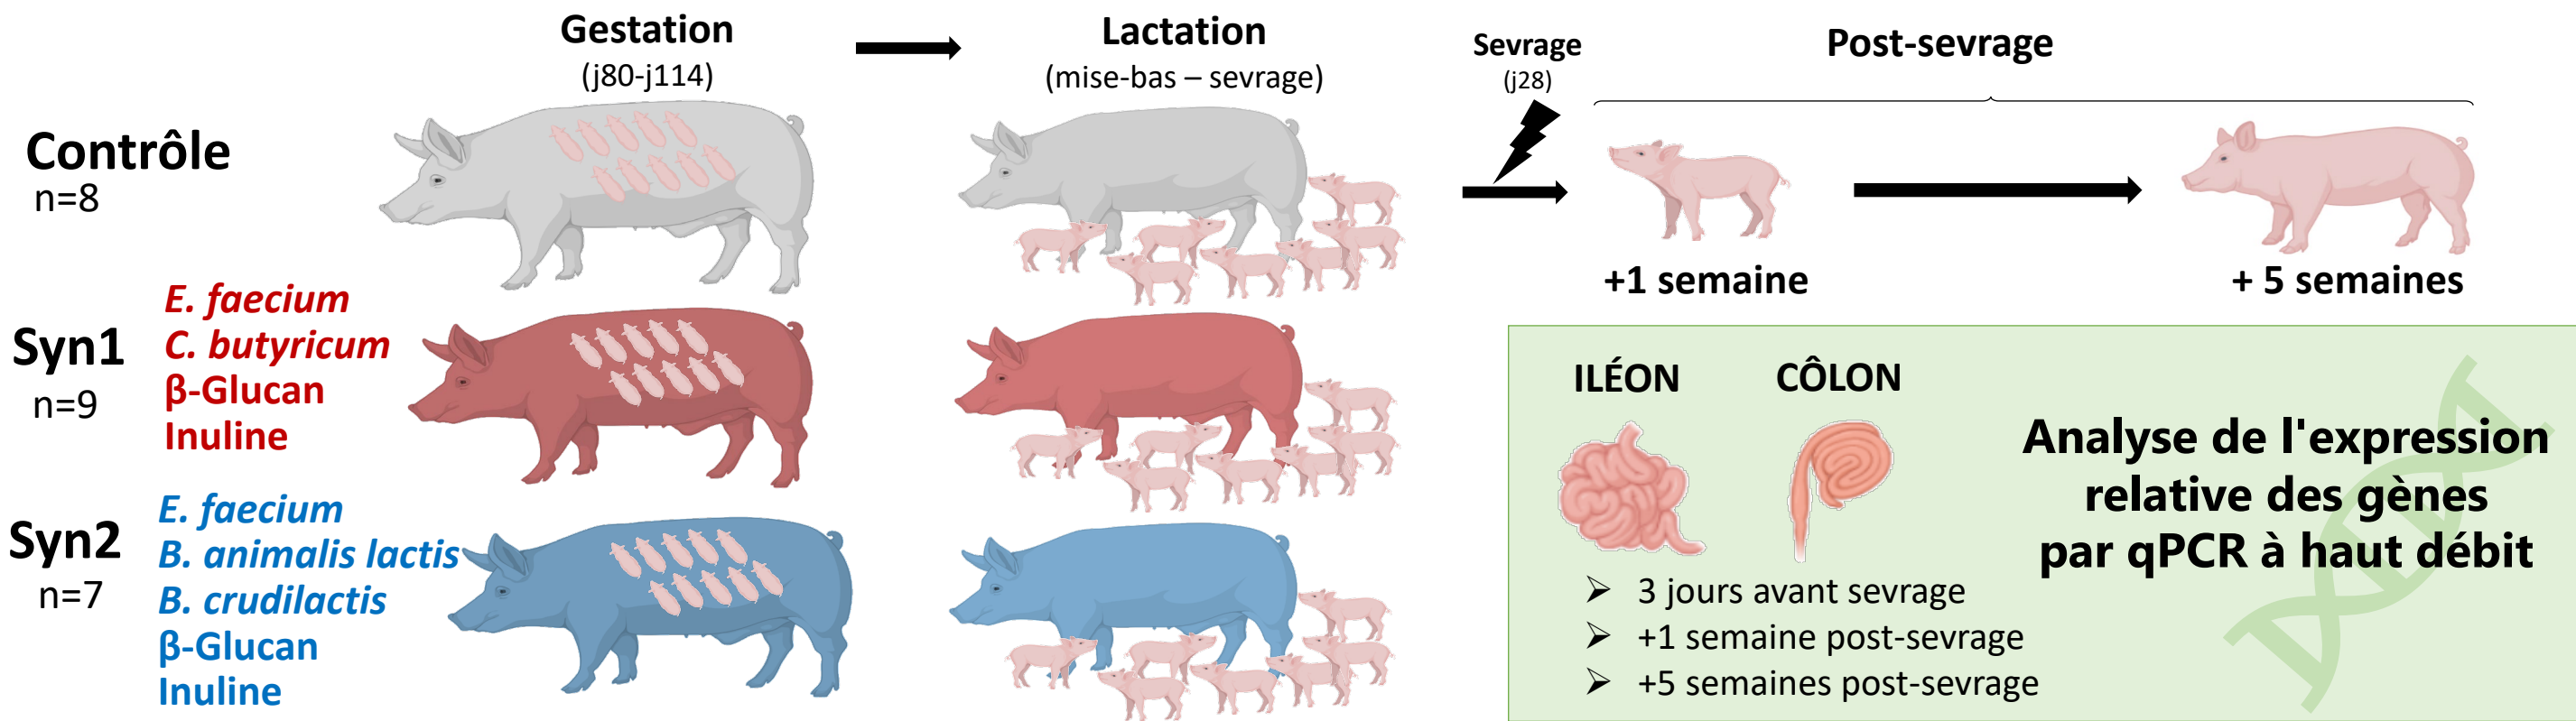 Gestation
(j80-j114)
Lactation
(mise-bas – sevrage)
Sevrage
(j28)
Post-sevrage
Contrôle
n=8
+1 semaine
+ 5 semaines
Syn1
n=9
E. faecium
C. butyricum
β-Glucan
Inuline
Syn2
n=7
E. faecium
B. animalis lactis
B. crudilactis
β-Glucan
Inuline
ILÉON
CÔLON
➢ 3 jours avant sevrage
➢ +1 semaine post-sevrage
➢ +5 semaines post-sevrage
Analyse de l'expression
relative des gènes
par qPCR à haut débit